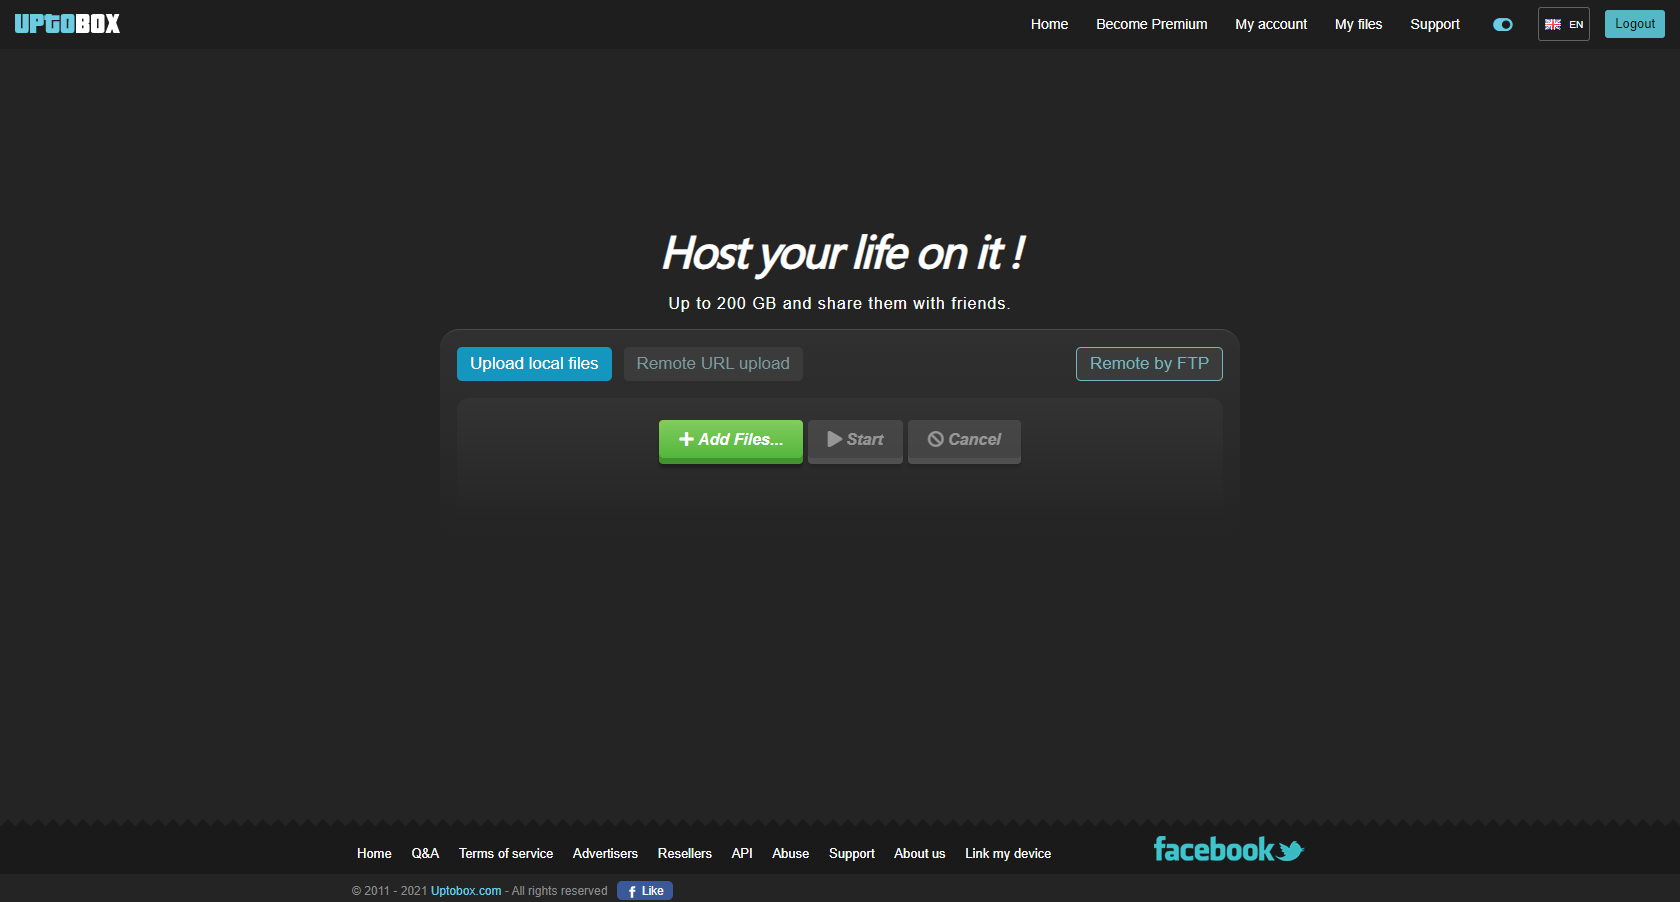 UPtoBOX Home Become Premium My account My files Support EN Logout
Host your life on it !
Up to 200 GB and share them with friends.
Upload local files Remote URL upload Remote by FTP
Add Files... Start Cancel
Home Q&A Terms of service Advertisers Resellers API Abuse Support About us Link my device facebook
© 2011 - 2021 Uptobox.com - All rights reserved f Like